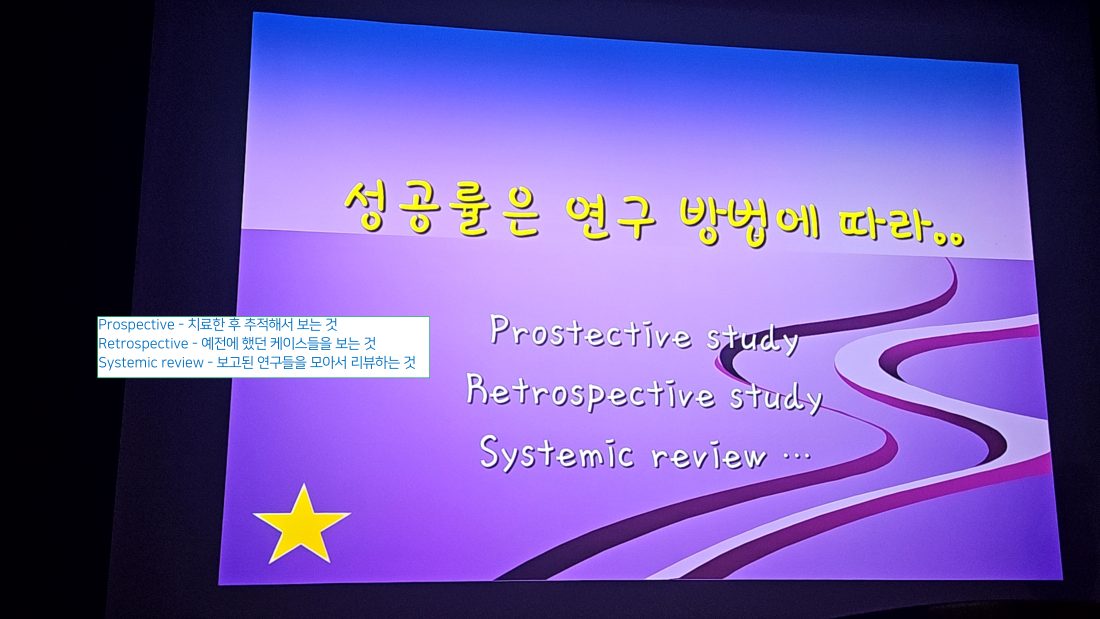 성공률은 연구 방법에 따라..
Prostective study
Retrospective study
Systemic review ...
Prospective - 치료한 후 추적해서 보는 것
Retrospective - 예전에 했던 케이스들을 보는 것
Systemic review - 보고된 연구들을 모아서 리뷰하는 것